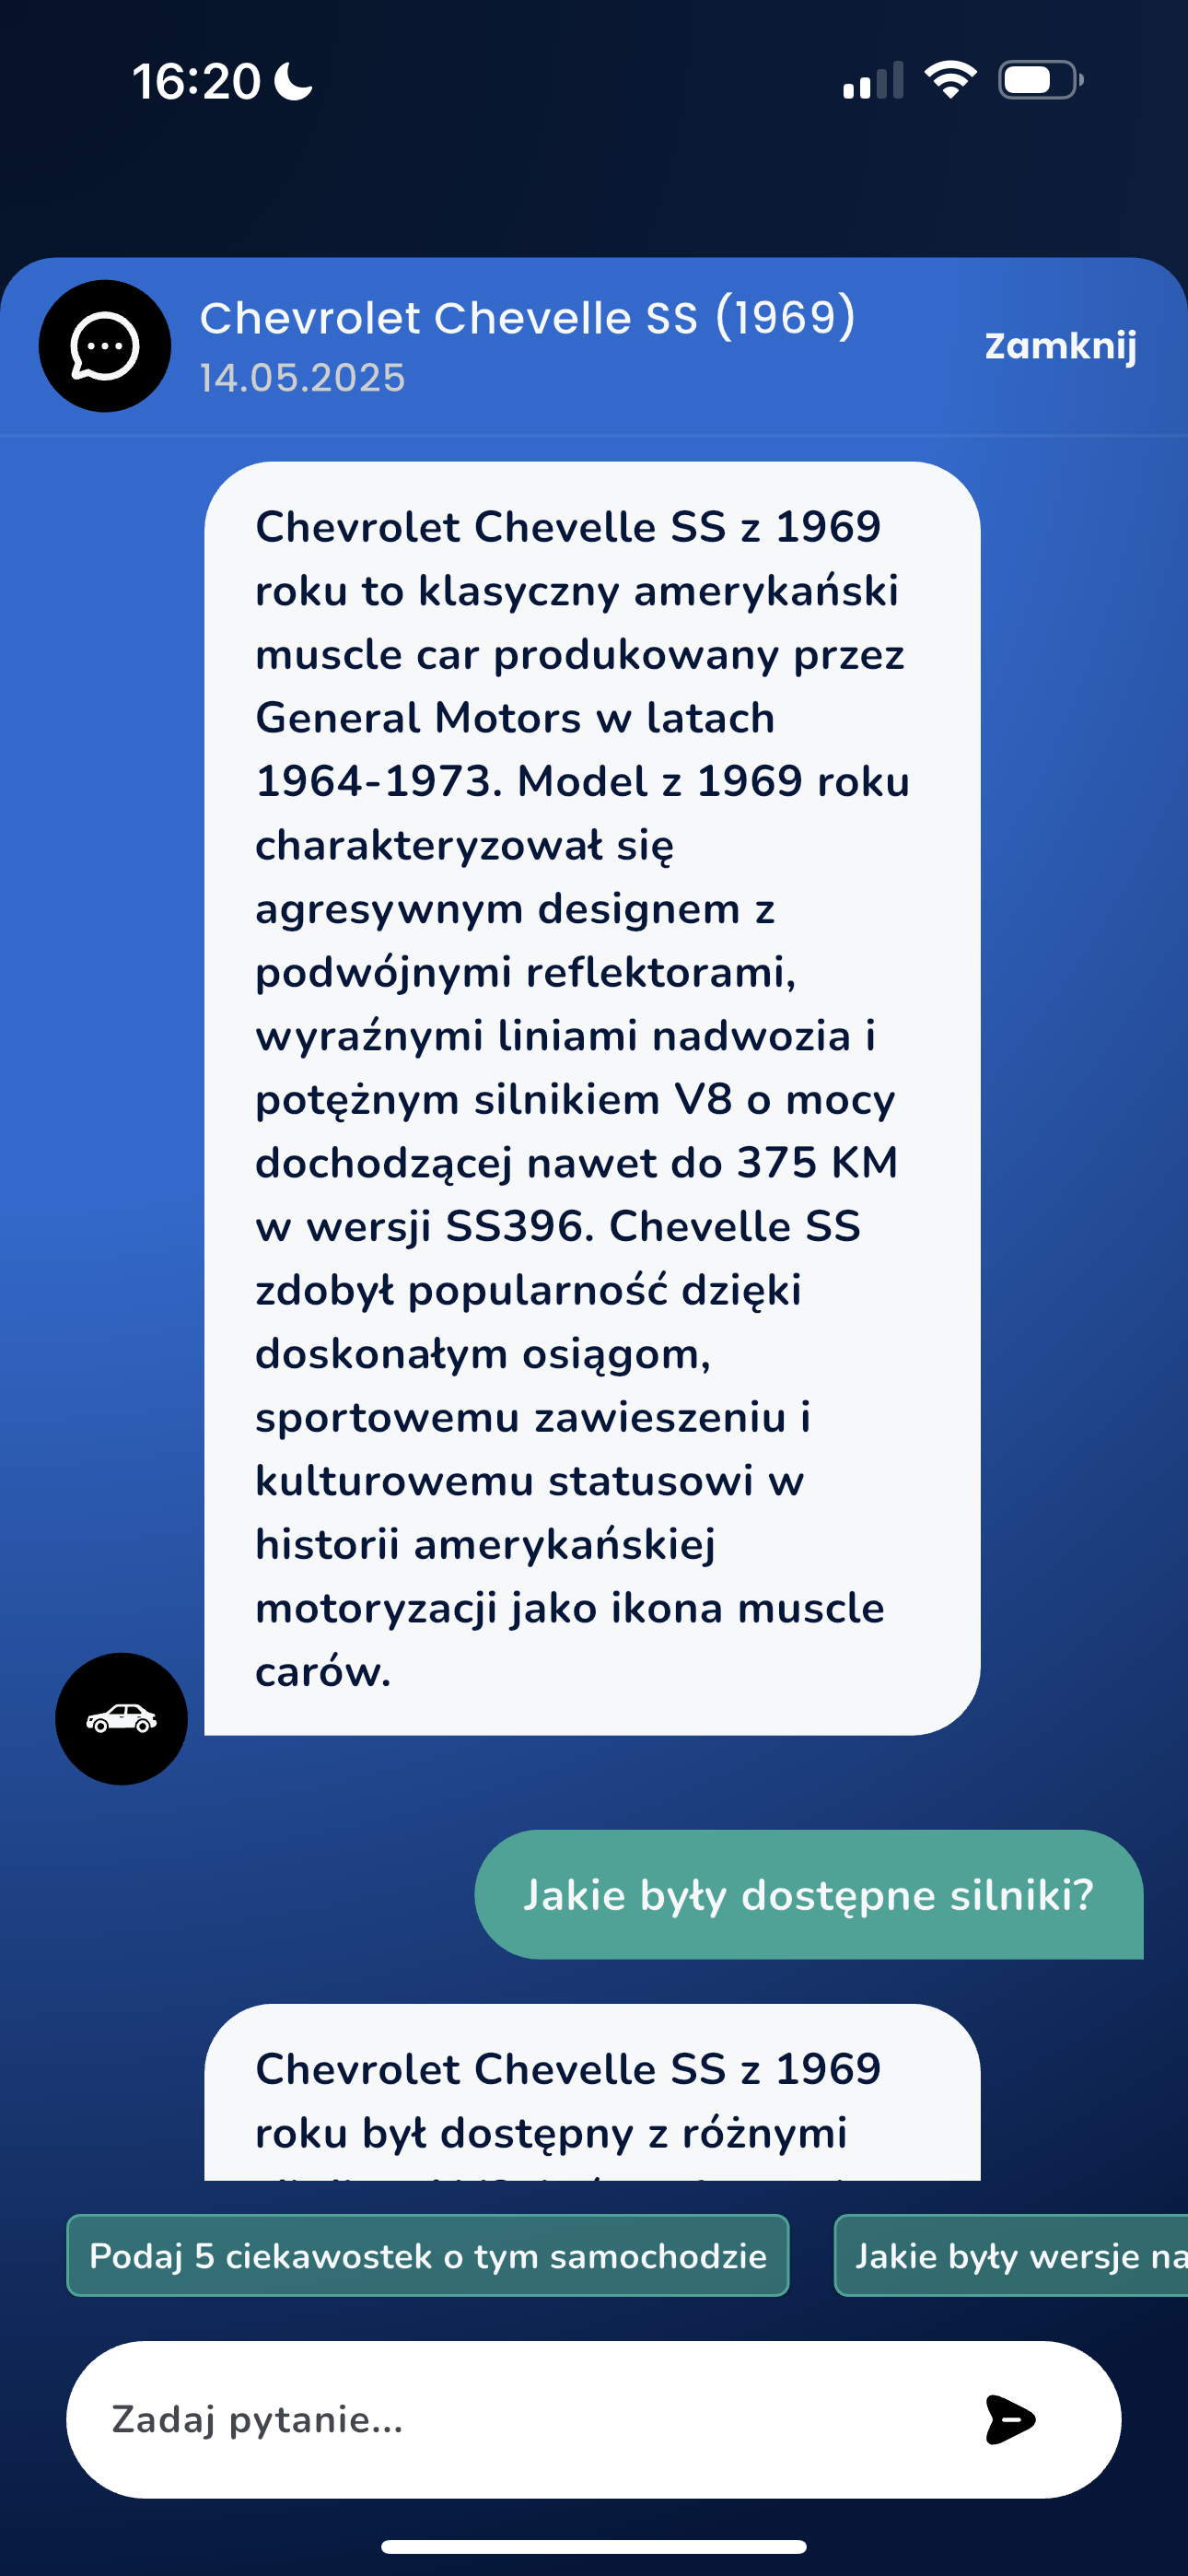 16:20
Chevrolet Chevelle SS (1969)
14.05.2025
Zamknij
Chevrolet Chevelle SS z 1969
roku to klasyczny amerykański
muscle car produkowany przez
General Motors w latach
1964-1973. Model z 1969 roku
charakteryzował się
agresywnym designem z
podwójnymi reflektorami,
wyraźnymi liniami nadwozia i
potężnym silnikiem V8 o mocy
dochodzącej nawet do 375 KM
w wersji SS396. Chevelle SS
zdobył popularność dzięki
doskonałym osiągom,
sportowemu zawieszeniu i
kulturowemu statusowi w
historii amerykańskiej
motoryzacji jako ikona muscle
carów.
Jakie były dostępne silniki?
Chevrolet Chevelle SS z 1969
roku był dostępny z różnymi
Podaj 5 ciekawostek o tym samochodzie
Jakie były wersje na
Zadaj pytanie...